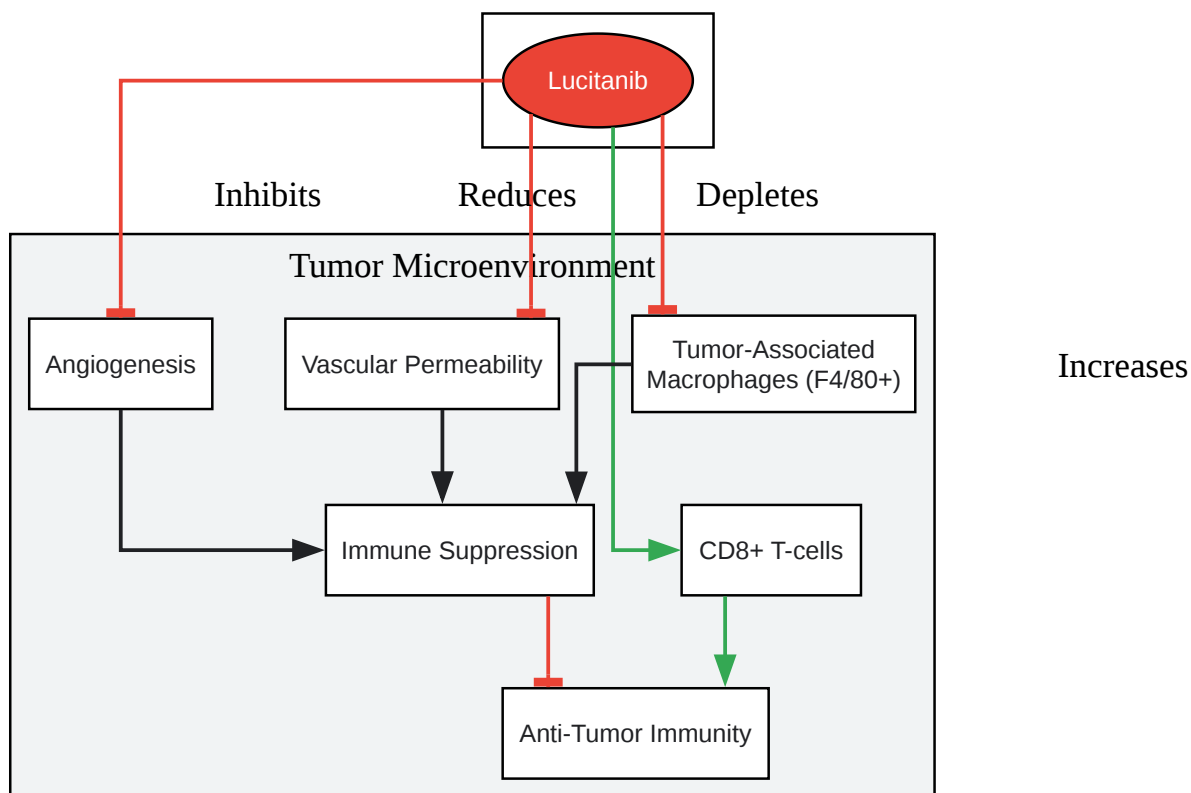 Lucitanib
Inhibits
Reduces
Depletes
Tumor Microenvironment
Angiogenesis
Vascular Permeability
Tumor-Associated
Macrophages (F4/80+)
Increases
Immune Suppression
CD8+ T-cells
Anti-Tumor Immunity